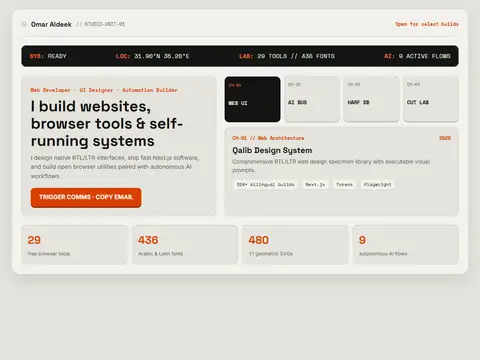 Omar Aldeek // STUDIO-UNIT-01
Open for select builds
SYS: READY
LOC: 31.90°N 35.20°E
LAB: 29 TOOLS // 436 FONTS
AI: 9 ACTIVE FLOWS
Web Developer · UI Designer · Automation Builder
I build websites,
browser tools & self-
running systems
I design native RTL/LTR interfaces, ship fast Next.js software,
and build open browser utilities paired with autonomous AI
workflows.
TRIGGER COMMS · COPY EMAIL
CH-01
WEB UI
CH-02
AI BUS
CH-03
HARF DB
CH-04
CUT LAB
CH-01 // Web Architecture
2026
Qalib Design System
Comprehensive RTL/LTR web design specimen library with executable visual
prompts.
324+ bilingual builds
Next.js
Tokens
Playwright
29
free browser tools
436
Arabic & Latin fonts
480
1:1 geometric SVGs
9
autonomous AI flows